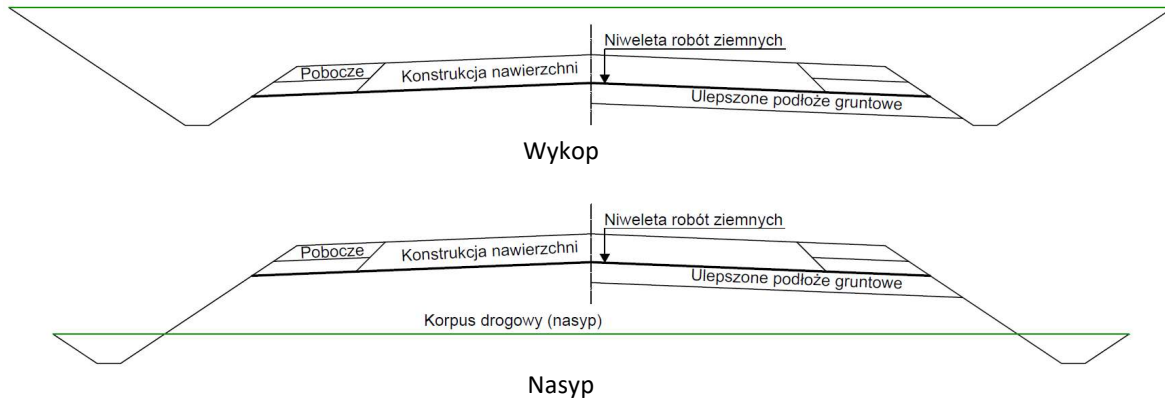 Niweleta robót ziemnych
Pobocze
Konstrukcja nawierzchni
Ulepszone podłoże gruntowe
Wykop
Niweleta robót ziemnych
Pobocze
Konstrukcja nawierzchni
Ulepszone podłoże gruntowe
Korpus drogowy (nasyp)
Nasyp